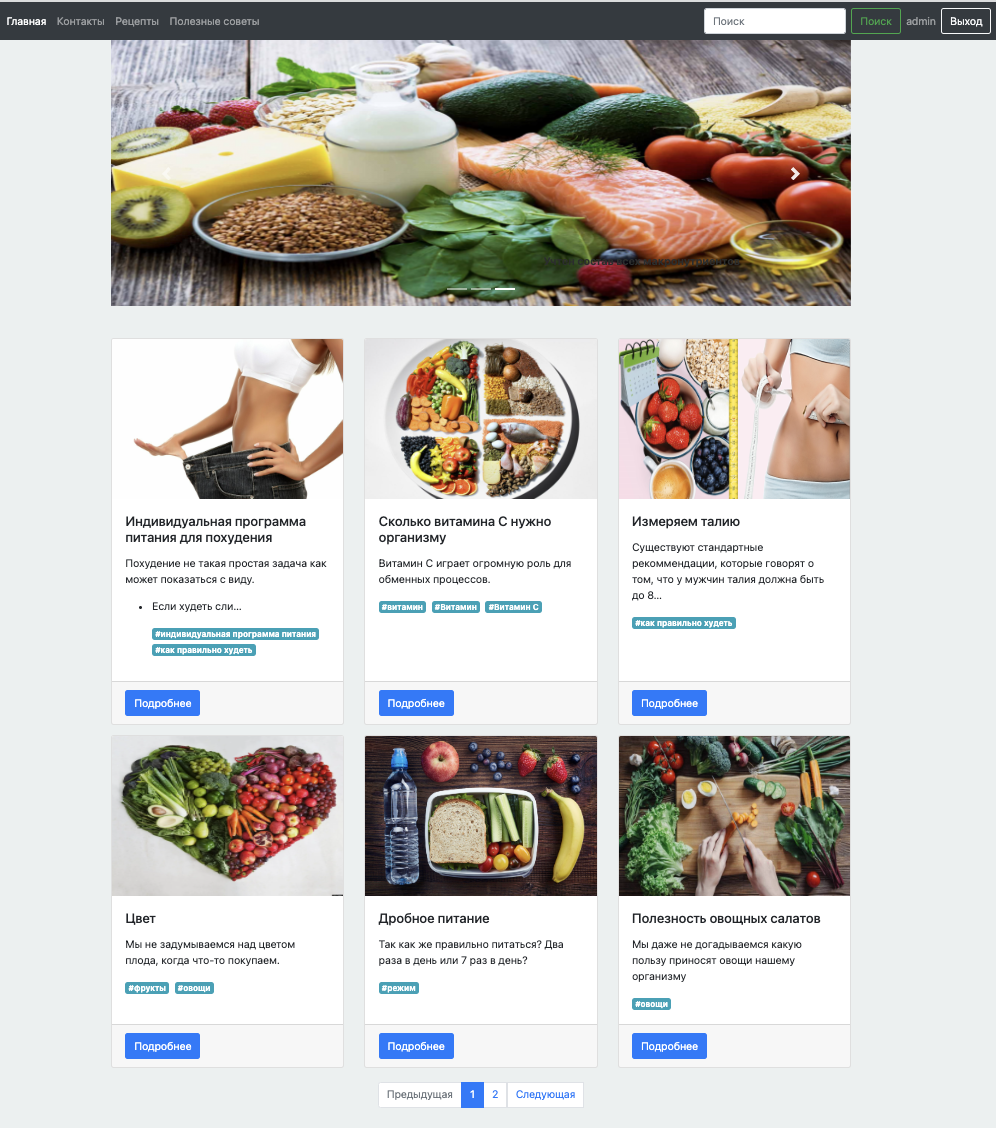 Главная Контакты Рецепты Полезные советы Поиск Поиск admin Выход
Индивидуальная программа
питания для похудения
Похудение не такая простая задача как
может показаться с виду.
Если худеть сли...
#индивидуальная программа питания
#как правильно худеть
Подробнее
Сколько витамина С нужно
организму
Витамин С играет огромную роль для
обменных процессов.
#витамин #Витамин #Витамин С
Подробнее
Измеряем талию
Существуют стандартные
рекоммендации, которые говорят о
том, что у мужчин талия должна быть
до 8...
#как правильно худеть
Подробнее
Цвет
Мы не задумываемся над цветом
плода, когда что-то покупаем.
#фрукты #овощи
Подробнее
Дробное питание
Так как же правильно питаться? Два
раза в день или 7 раз в день?
#режим
Подробнее
Полезность овощных салатов
Мы даже не догадываемся какую
пользу приносят овощи нашему
организму
#овощи
Подробнее
Предыдущая 1 2 Следующая